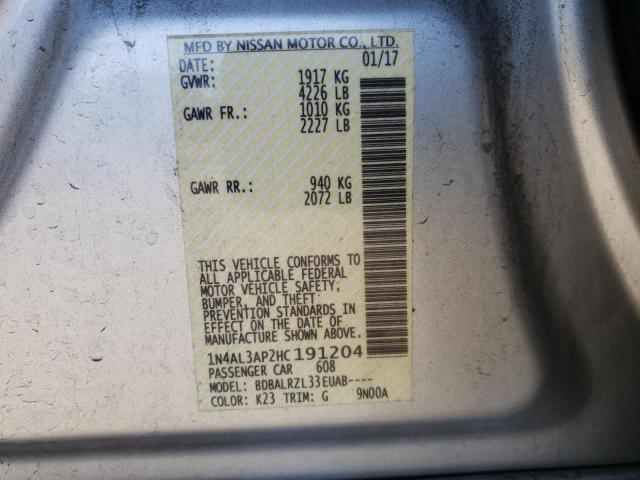 MFD BY NISSAN MOTOR CO., LTD.
DATE: 01/17
GVWR: 1917 KG
4226 LB
GAWR FR.: 1010 KG
2227 LB
GAWR RR.: 940 KG
2072 LB
THIS VEHICLE CONFORMS TO
ALL APPLICABLE FEDERAL
MOTOR VEHICLE SAFETY,
BUMPER, AND THEFT
PREVENTION STANDARDS IN
EFFECT ON THE DATE OF
MANUFACTURE SHOWN ABOVE.
1N4AL3AP2HC191204
PASSENGER CAR 608
MODEL: BDBALRZL33EUAB----
COLOR: K23 TRIM: G 9N00A